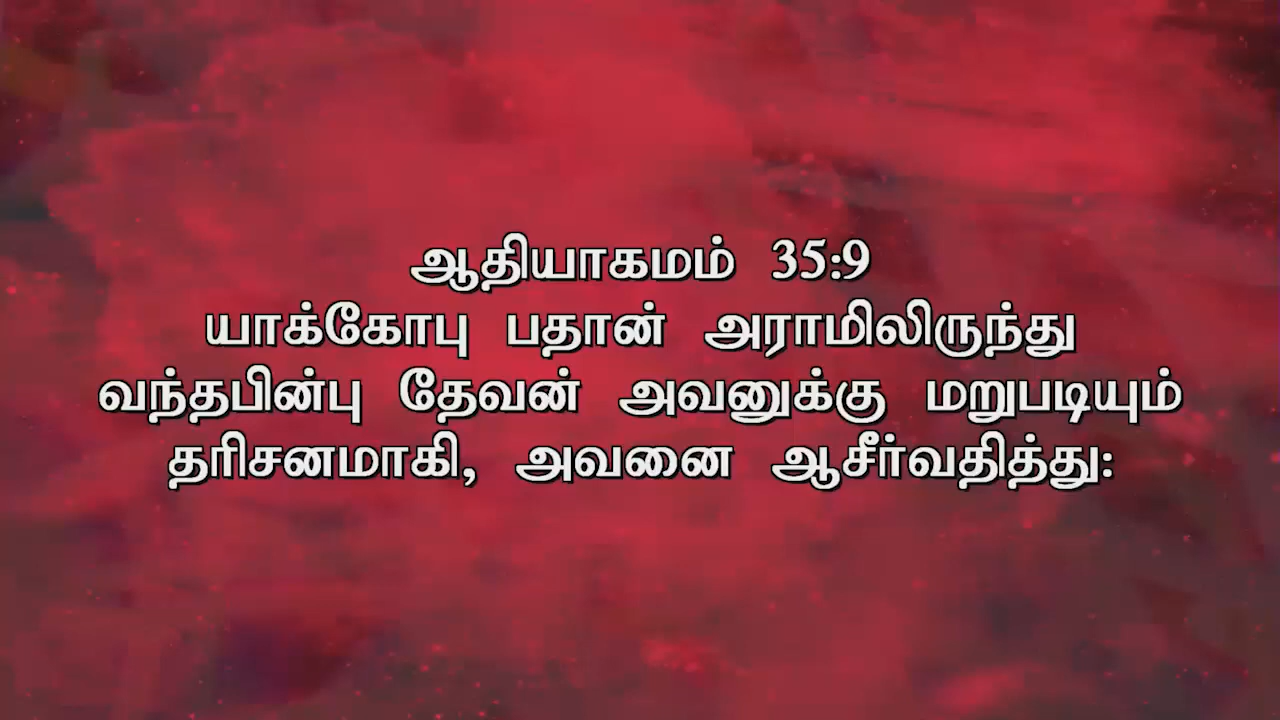 ஆதியாகமம் 35:9
யாக்கோபு பதான் அராமிலிருந்து
வந்தபின்பு தேவன் அவனுக்கு மறுபடியும்
தரிசனமாகி, அவனை ஆசீர்வதித்து: